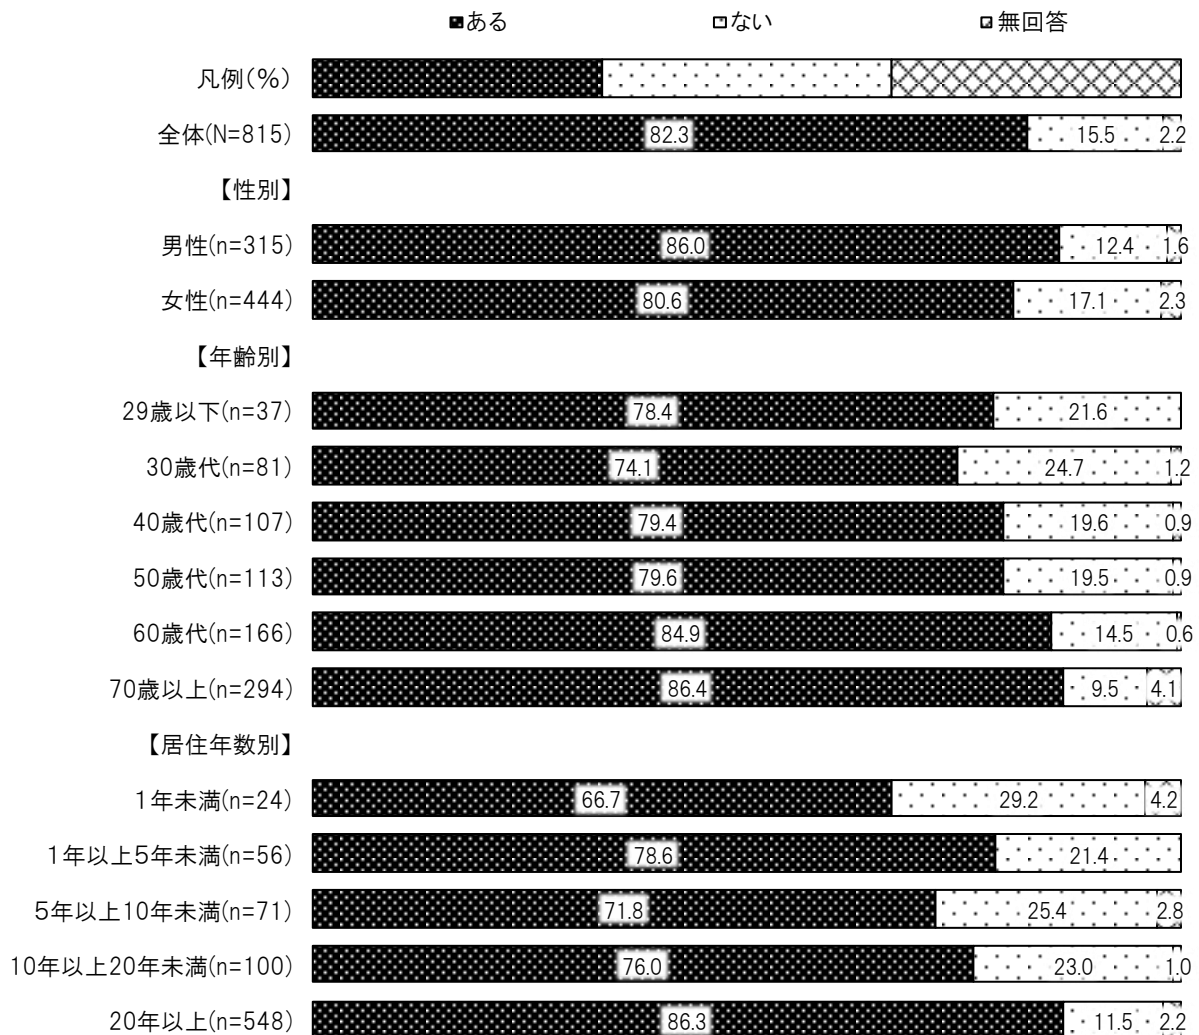 ■ある □ない 無回答
凡例(%)
全体(N=815) 82.3 15.5 2.2
【性別】
男性(n=315) 86.0 12.4 1.6
女性(n=444) 80.6 17.1 2.3
【年齢別】
29歳以下(n=37) 78.4 21.6
30歳代(n=81) 74.1 24.7 1.2
40歳代(n=107) 79.4 19.6 0.9
50歳代(n=113) 79.6 19.5 0.9
60歳代(n=166) 84.9 14.5 0.6
70歳以上(n=294) 86.4 9.5 4.1
【居住年数別】
1年未満(n=24) 66.7 29.2 4.2
1年以上5年未満(n=56) 78.6 21.4
5年以上10年未満(n=71) 71.8 25.4 2.8
10年以上20年未満(n=100) 76.0 23.0 1.0
20年以上(n=548) 86.3 11.5 2.2